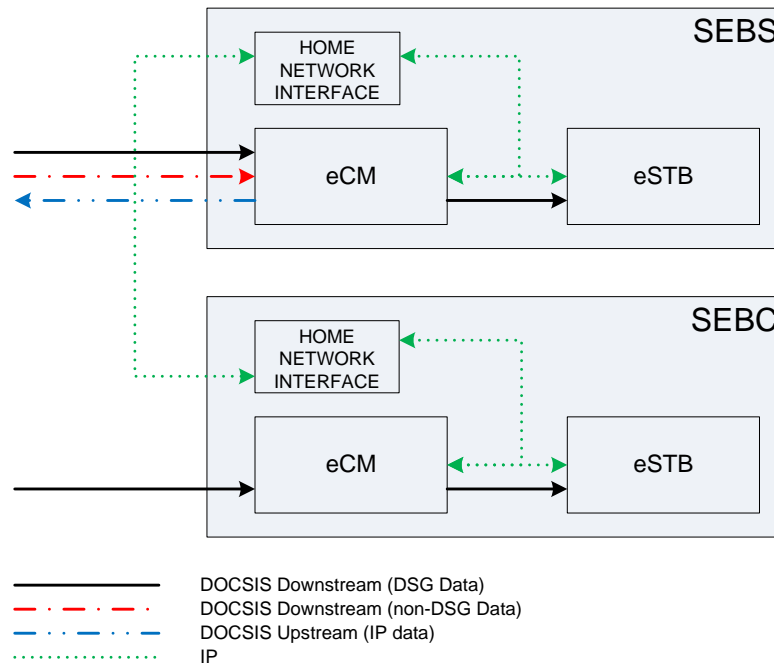 SEBS
HOME
NETWORK
INTERFACE
eCM
eSTB
SEBC
HOME
NETWORK
INTERFACE
eCM
eSTB
DOCSIS Downstream (DSG Data)
DOCSIS Downstream (non-DSG Data)
DOCSIS Upstream (IP data)
IP